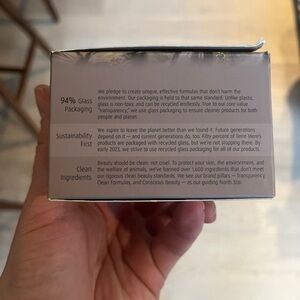 94% Glass
Packaging
We pledge to create unique, effective formulas that don't harm the
environment. Our packaging is held to that same standard. Unlike plastic,
glass is non-toxic and can be recycled endlessly. True to our core value
"transparency," we use glass packaging to ensure cleaner products for both
people and planet.
Sustainability
First
We aspire to leave the planet better than we found it. Future generations
depend on it — and current generations too. Fifty percent of
products are packaged with recycled glass, but we're not stopping there. By
early 2023, we strive to use recycled glass packaging for all of our products.
Clean
Ingredients
Beauty should be clean, not cruel. To protect your skin, the environment, and
the welfare of animals, we've banned over 1,600 ingredients that don't meet
our rigorous clean beauty standards. We see our brand pillars — Transparency,
Clean Formulas, and Conscious Beauty — as our guiding North Star.